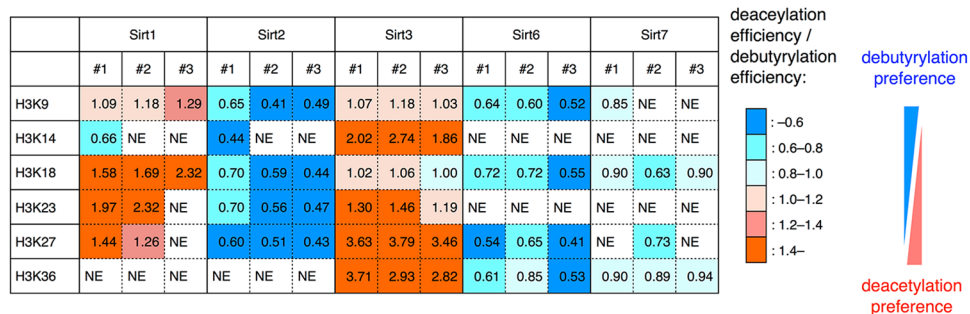 Sirt1 Sirt2 Sirt3 Sirt6 Sirt7
#1 #2 #3 #1 #2 #3 #1 #2 #3 #1 #2 #3 #1 #2 #3
H3K9 1.09 1.18 1.29 0.65 0.41 0.49 1.07 1.18 1.03 0.64 0.60 0.52 0.85 NE NE
H3K14 0.66 NE NE 0.44 NE NE 2.02 2.74 1.86 NE NE NE NE NE NE
H3K18 1.58 1.69 2.32 0.70 0.59 0.44 1.02 1.06 1.00 0.72 0.72 0.55 0.90 0.63 0.90
H3K23 1.97 2.32 NE 0.70 0.56 0.47 1.30 1.46 1.19 NE NE NE NE NE NE
H3K27 1.44 1.26 NE 0.60 0.51 0.43 3.63 3.79 3.46 0.54 0.65 0.41 NE 0.73 NE
H3K36 NE NE NE NE NE NE 3.71 2.93 2.82 0.61 0.85 0.53 0.90 0.89 0.94
deaceylation
efficiency /
debutyrylation
efficiency:
: –0.6
: 0.6–0.8
: 0.8–1.0
: 1.0–1.2
: 1.2–1.4
: 1.4–
debutyrylation
preference
deacetylation
preference